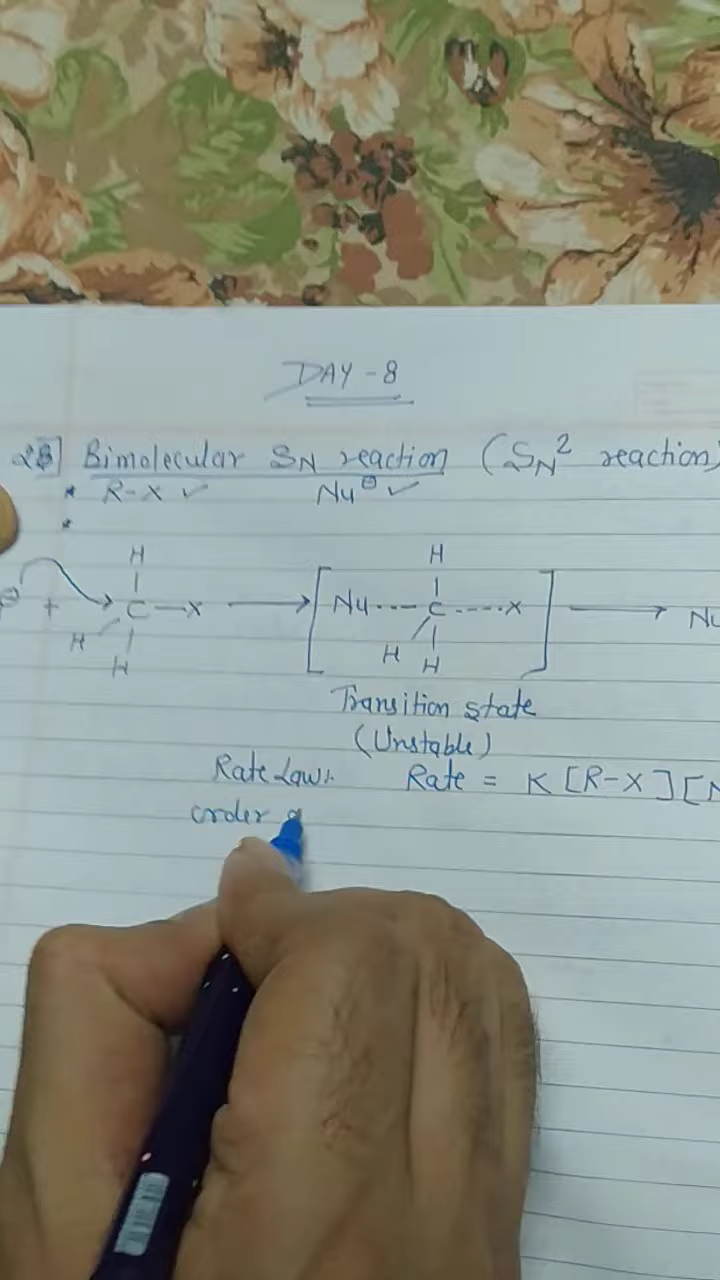 DAY - 8
Bimolecular SN reaction (SN² reaction)
* R-X ✓ Nu⊖ ✓
*
H H
⊖ + C—X → [Nu----C----X] → Nu
H H H H
Transition state
(Unstable)
Rate Law:- Rate = K [R-X] [N
order